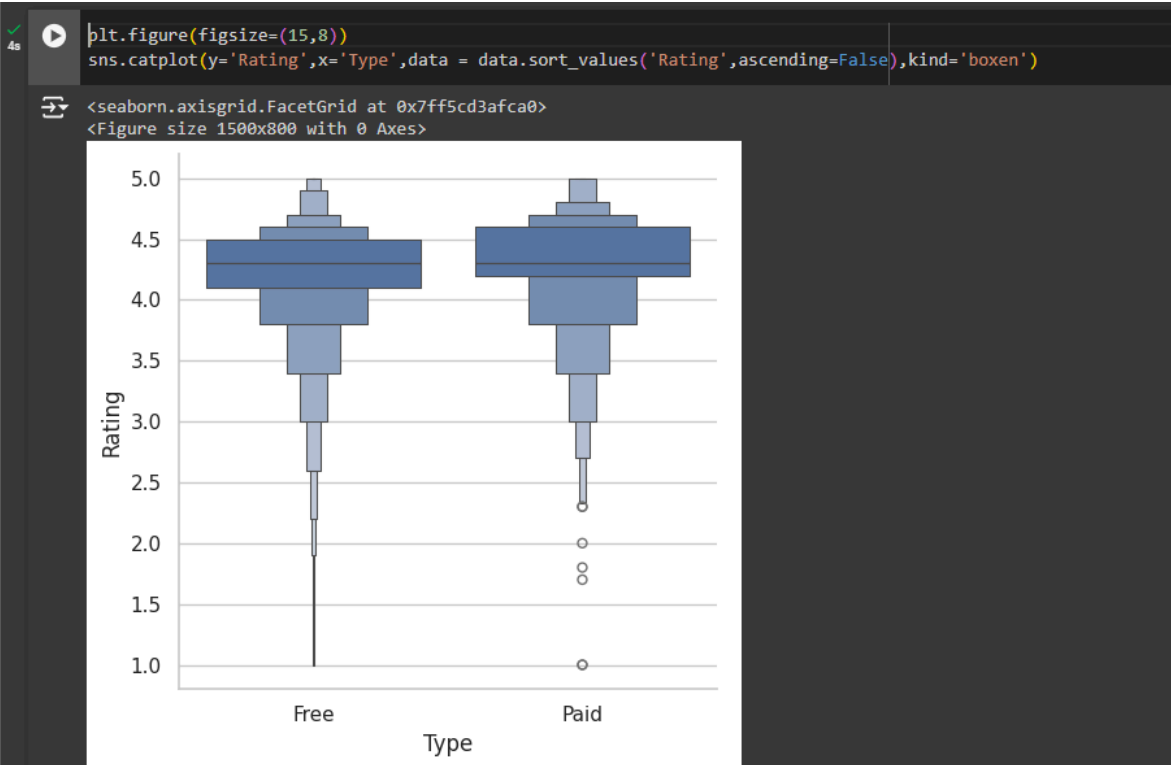 4s
plt.figure(figsize=(15,8))
sns.catplot(y='Rating',x='Type',data = data.sort_values('Rating',ascending=False),kind='boxen')
<seaborn.axisgrid.FacetGrid at 0x7ff5cd3afca0>
<Figure size 1500x800 with 0 Axes>
5.0
4.5
4.0
3.5
3.0
2.5
2.0
1.5
1.0
Rating
Free Paid
Type